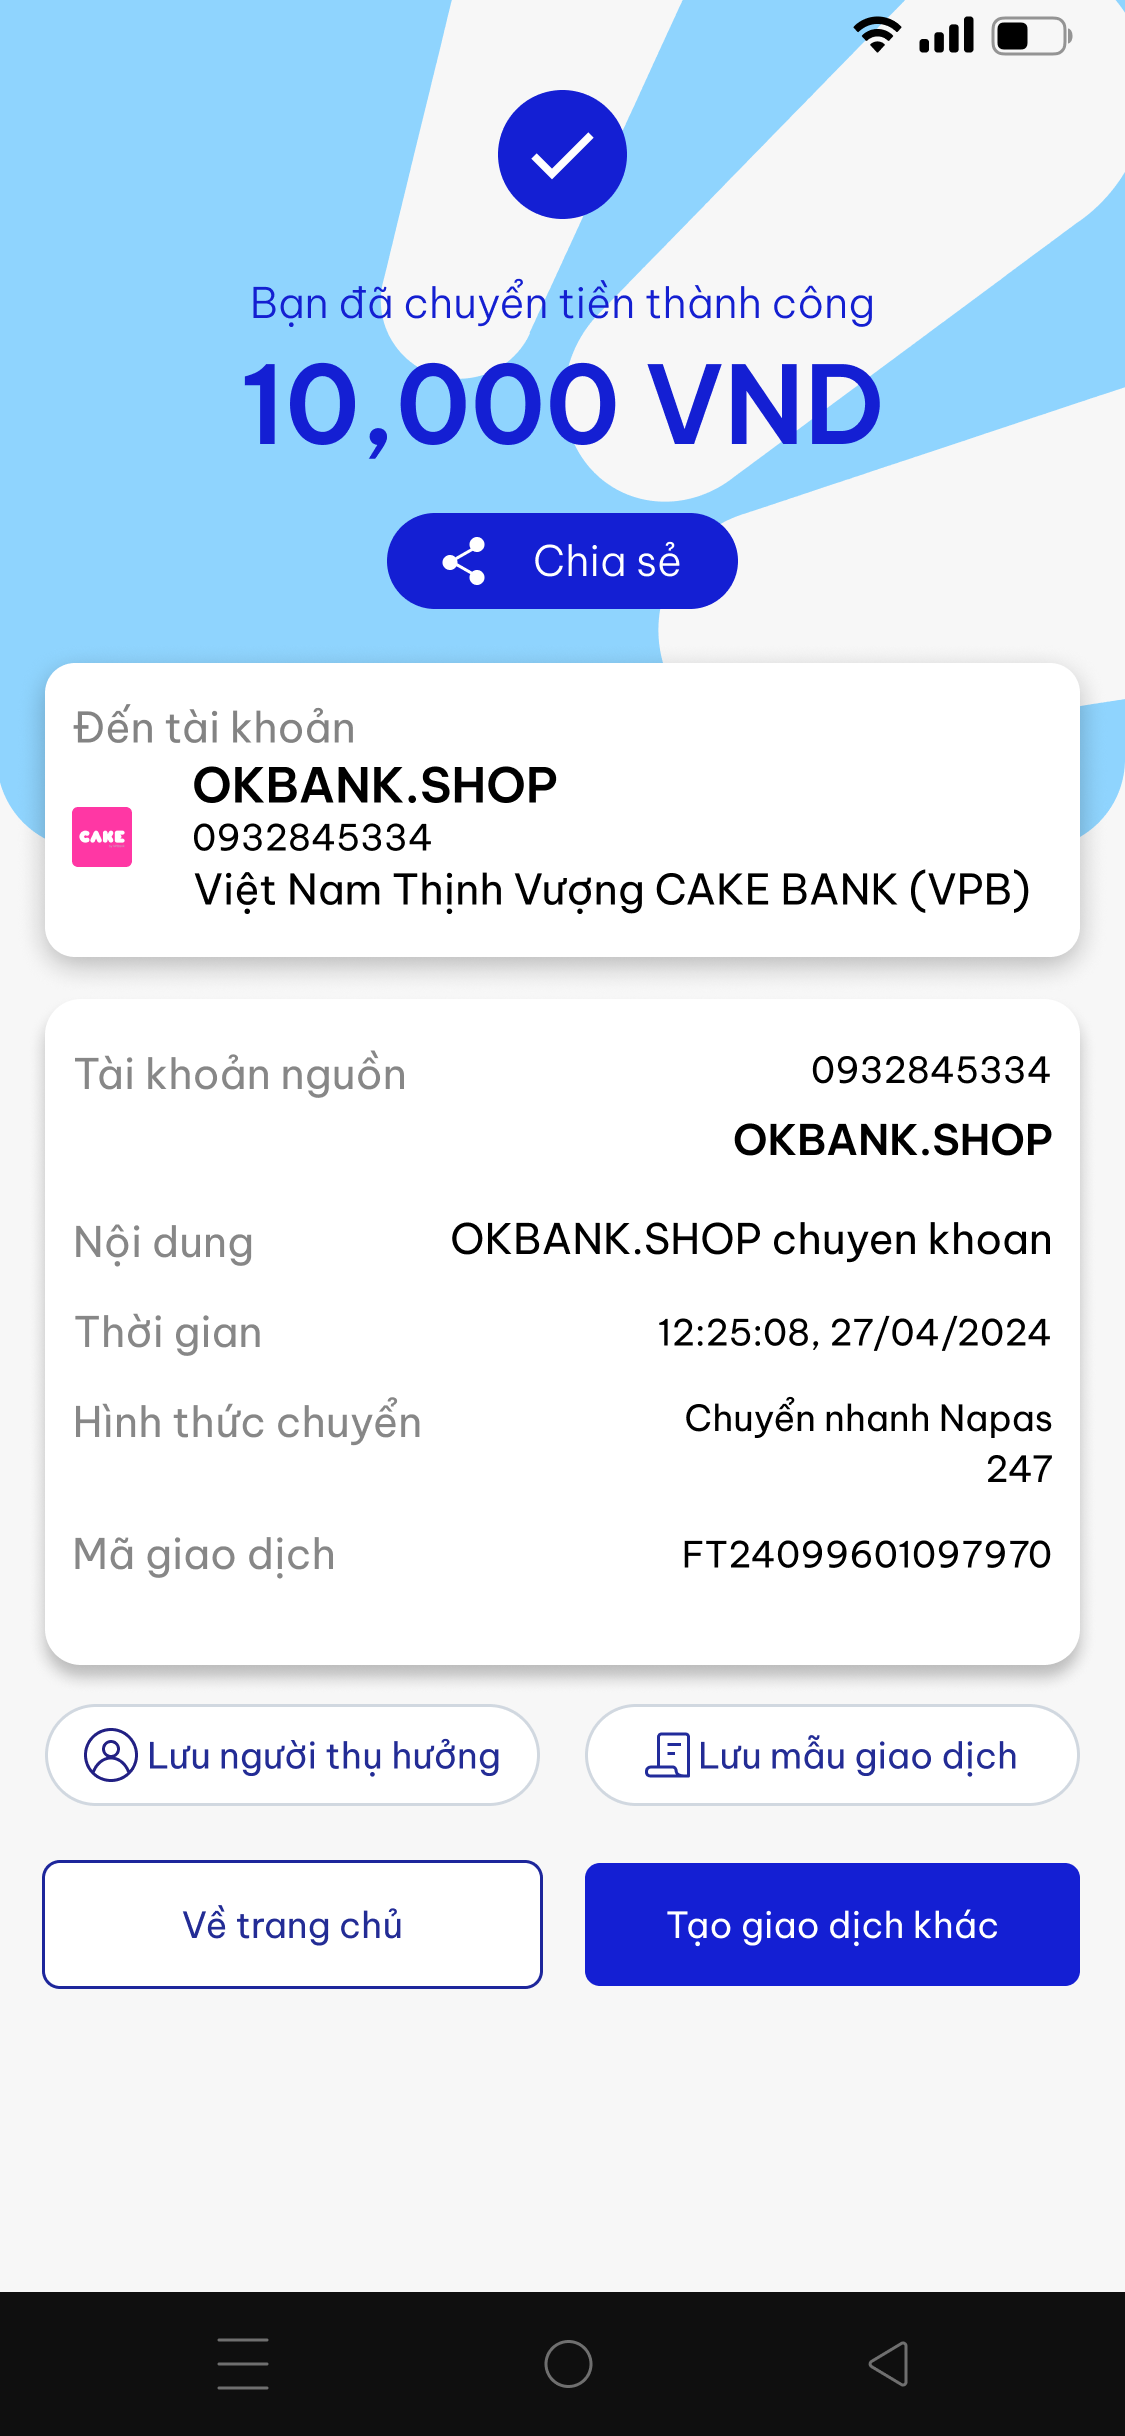 Bạn đã chuyển tiền thành công
10,000 VND
Chia sẻ
Đến tài khoản
OKBANK.SHOP
CAKE
0932845334
Việt Nam Thịnh Vượng CAKE BANK (VPB)
Tài khoản nguồn
0932845334
OKBANK.SHOP
Nội dung
OKBANK.SHOP chuyen khoan
Thời gian
12:25:08, 27/04/2024
Hình thức chuyển
Chuyển nhanh Napas
247
Mã giao dịch
FT24099601097970
Lưu người thụ hưởng
Lưu mẫu giao dịch
Về trang chủ
Tạo giao dịch khác